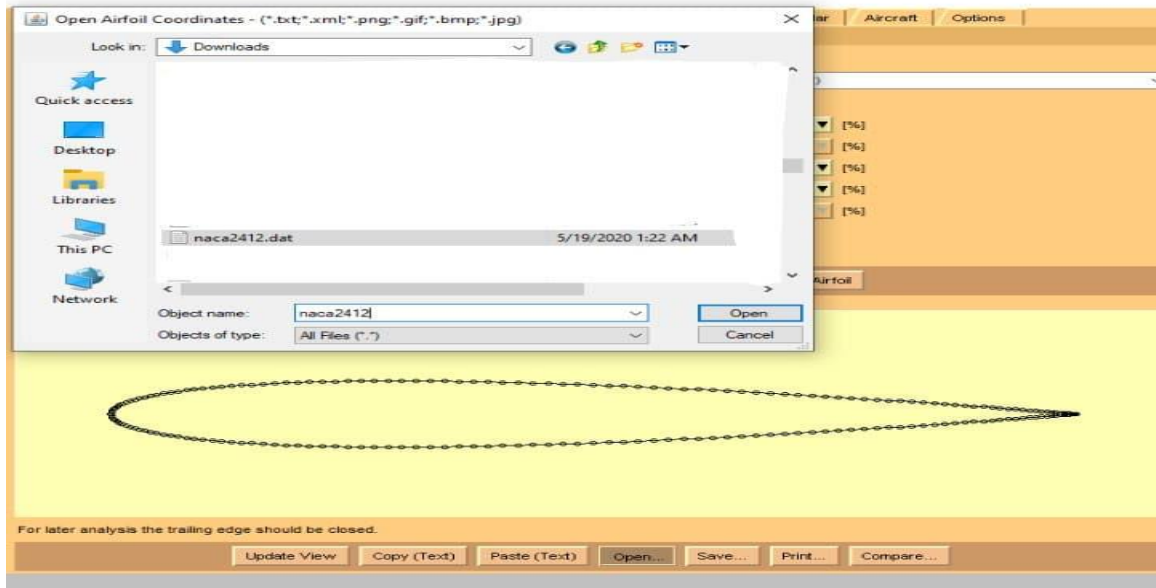 Open Airfoil Coordinates - (*.txt;*.xml;*.png;*.gif;*.bmp;*.jpg)
Aircraft
Options
Look in:
Downloads
Quick access
Desktop
Libraries
This PC
Network
naca2412.dat 5/19/2020 1:22 AM
Object name: naca2412 Open
Objects of type: All Files (*.*) Cancel
[%]
[%]
[%]
[%]
[%]
Airfoil
For later analysis the trailing edge should be closed.
Update View Copy (Text) Paste (Text) Open... Save... Print... Compare...